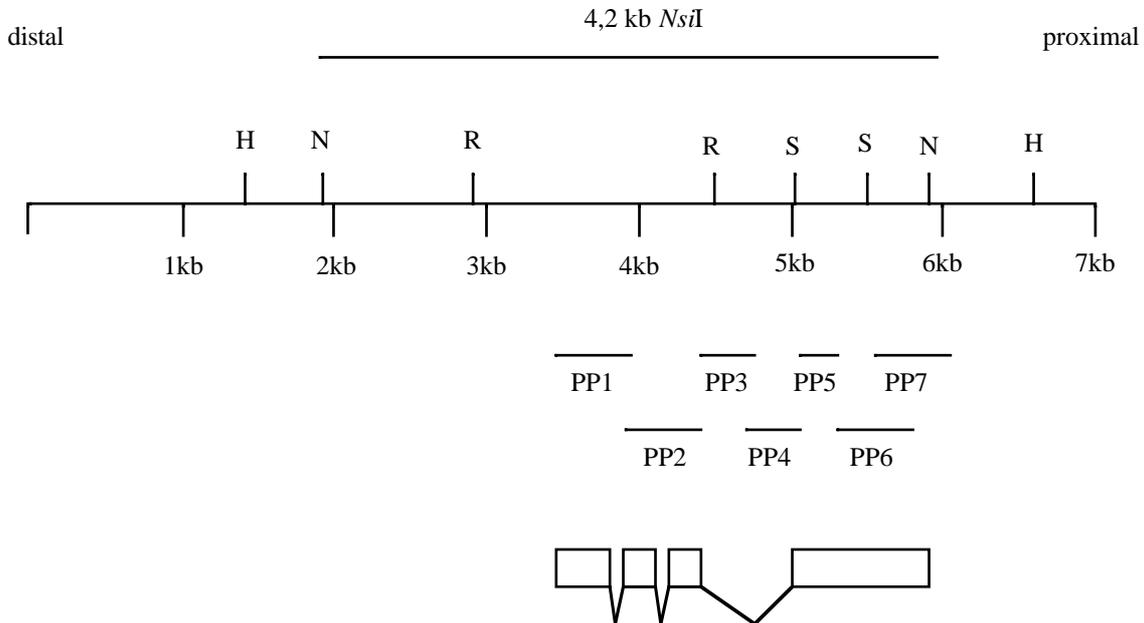 4,2 kb NsiI
distal proximal
H N R R S S N H
1kb 2kb 3kb 4kb 5kb 6kb 7kb
PP1 PP3 PP5 PP7
PP2 PP4 PP6